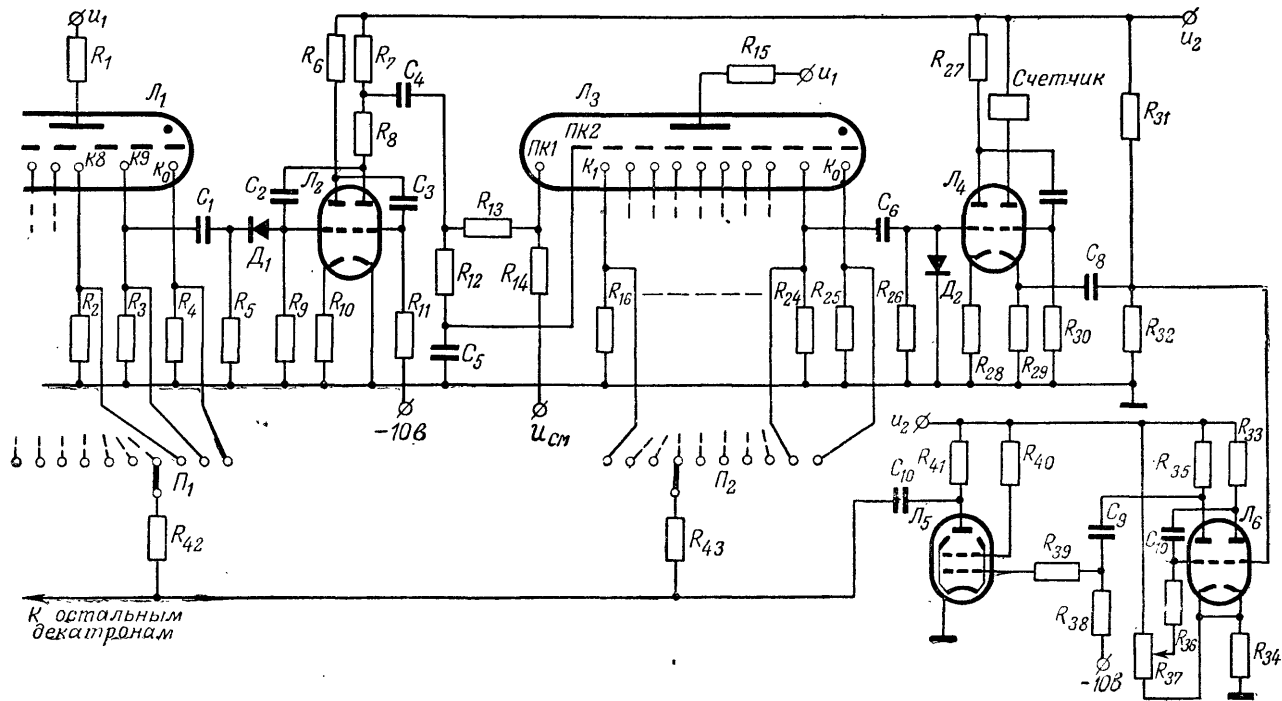 u₁
R₁
Л₁
К8
К9
К₀
C₁
R₂
R₃
R₄
R₅
Д₁
C₂
R₆
R₇
R₈
C₄
Л₂
C₃
R₉
R₁₀
R₁₁
-10в
R₁₂
R₁₃
R₁₄
C₅
Uсм
R₁₅
u₁
Л₃
ПК1
ПК2
К₁
К₀
R₁₆
R₂₄
R₂₅
C₆
R₂₆
Д₂
R₂₇
Счетчик
Л₄
R₂₈
R₂₉
R₃₀
C₈
R₃₁
R₃₂
u₂
П₁
R₄₂
П₂
R₄₃
К остальным
декатронам
u₂
C₁₀
R₄₁
R₄₀
Л₅
R₃₉
C₉
R₃₈
-10в
C₁₀
R₃₅
R₃₃
Л₆
R₃₆
R₃₇
R₃₄